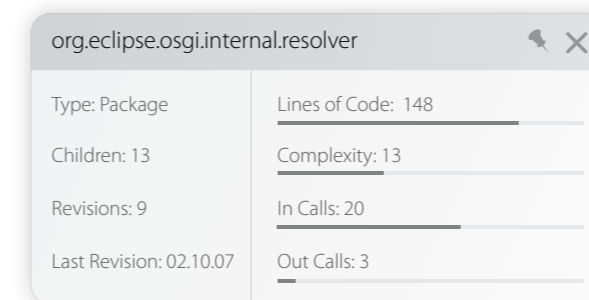 org.eclipse.osgi.internal.resolver
Type: Package
Children: 13
Revisions: 9
Last Revision: 02.10.07
Lines of Code: 148
Complexity: 13
In Calls: 20
Out Calls: 3